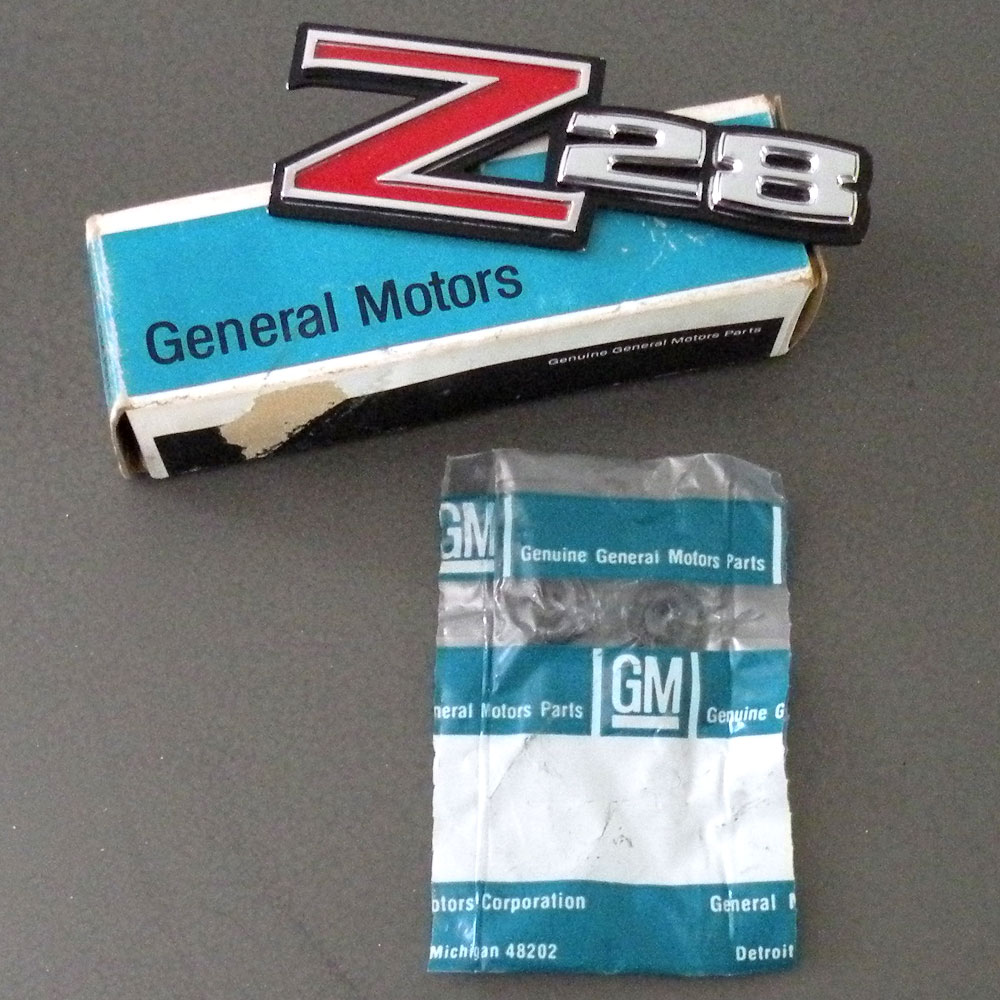 Z28
General Motors
Genuine General Motors Parts
GM
Genuine General Motors Parts
neral Motors Parts
GM
Genuine G
otors Corporation
General M
Michigan 48202
Detroit